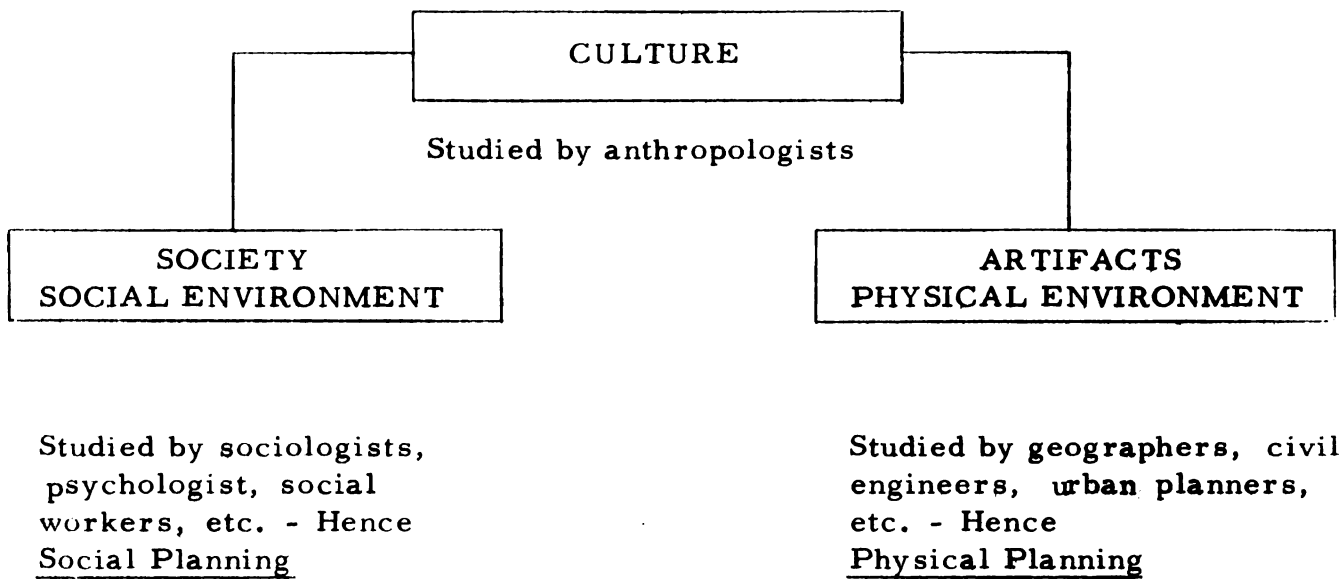 CULTURE
Studied by anthropologists
SOCIETY
SOCIAL ENVIRONMENT
Studied by sociologists,
psychologist, social
workers, etc. - Hence
Social Planning
ARTIFACTS
PHYSICAL ENVIRONMENT
Studied by geographers, civil
engineers, urban planners,
etc. - Hence
Physical Planning